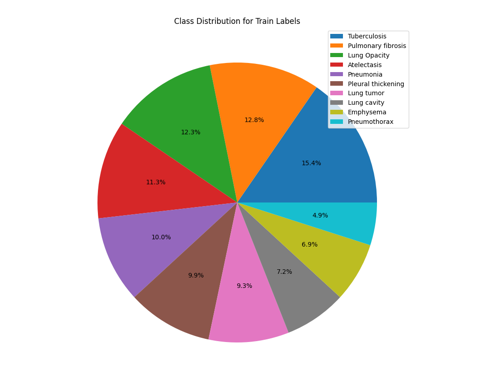 Class Distribution for Train Labels
Tuberculosis
Pulmonary fibrosis
Lung Opacity
Atelectasis
Pneumonia
Pleural thickening
Lung tumor
Lung cavity
Emphysema
Pneumothorax
12.8%
12.3%
15.4%
11.3%
4.9%
10.0%
6.9%
9.9%
7.2%
9.3%